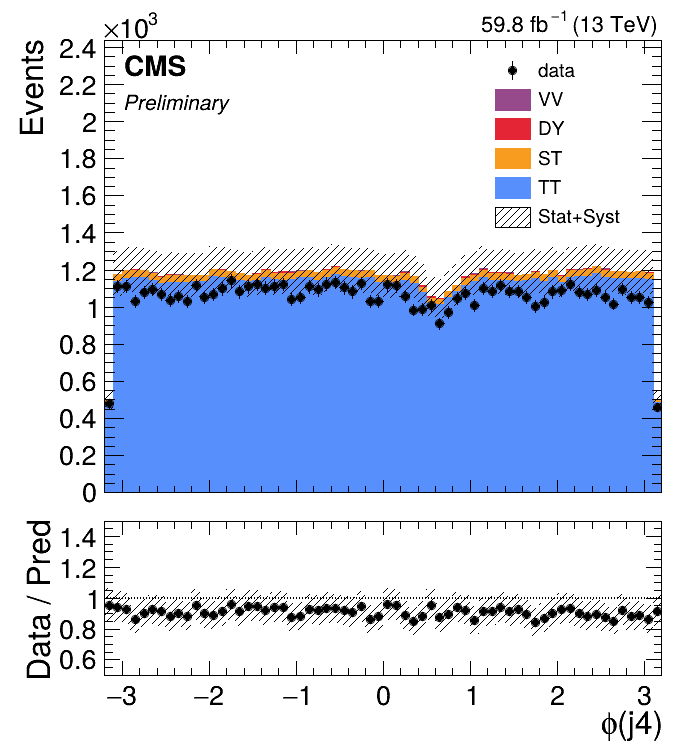 ×10³
59.8 fb⁻¹ (13 TeV)
Events
CMS
Preliminary
data
VV
DY
ST
TT
Stat+Syst
2.4
2.2
2
1.8
1.6
1.4
1.2
1
0.8
0.6
0.4
0.2
0
Data / Pred
1.4
1.2
1
0.8
0.6
−3 −2 −1 0 1 2 3
ϕ(j4)